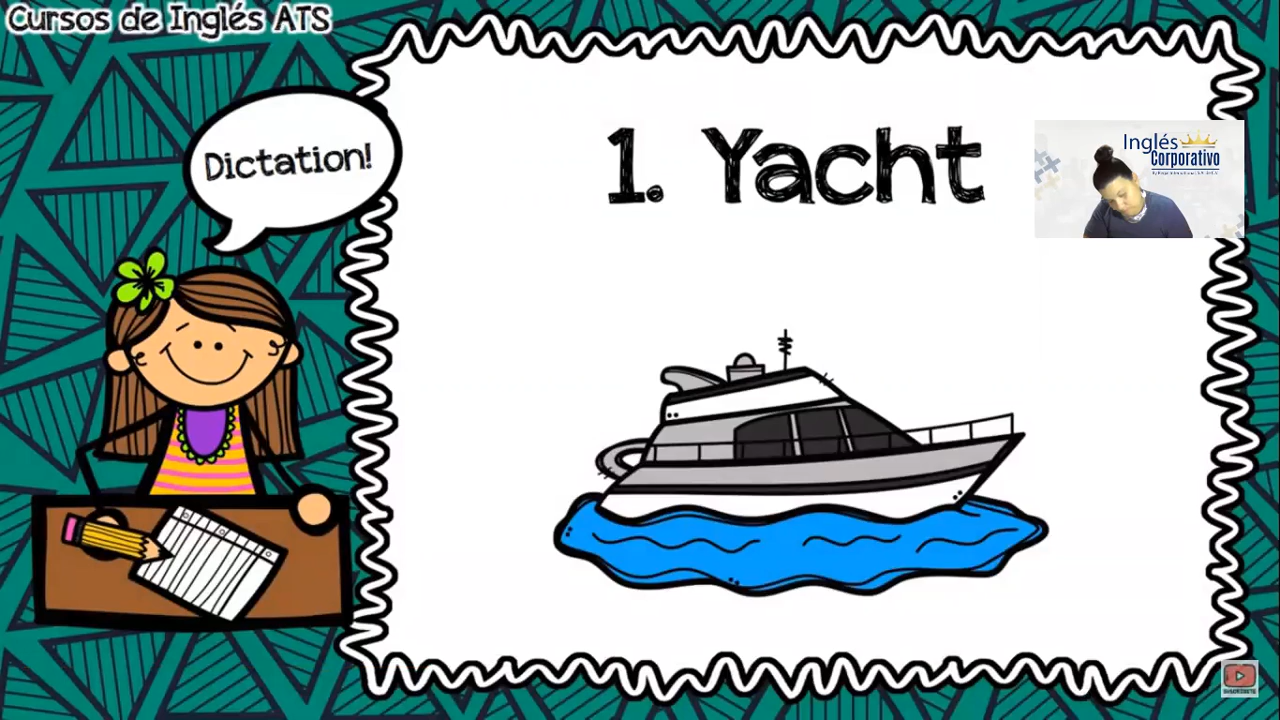 Cursos de Inglés ATS
Dictation!
1. Yacht
Inglés
Corporativo